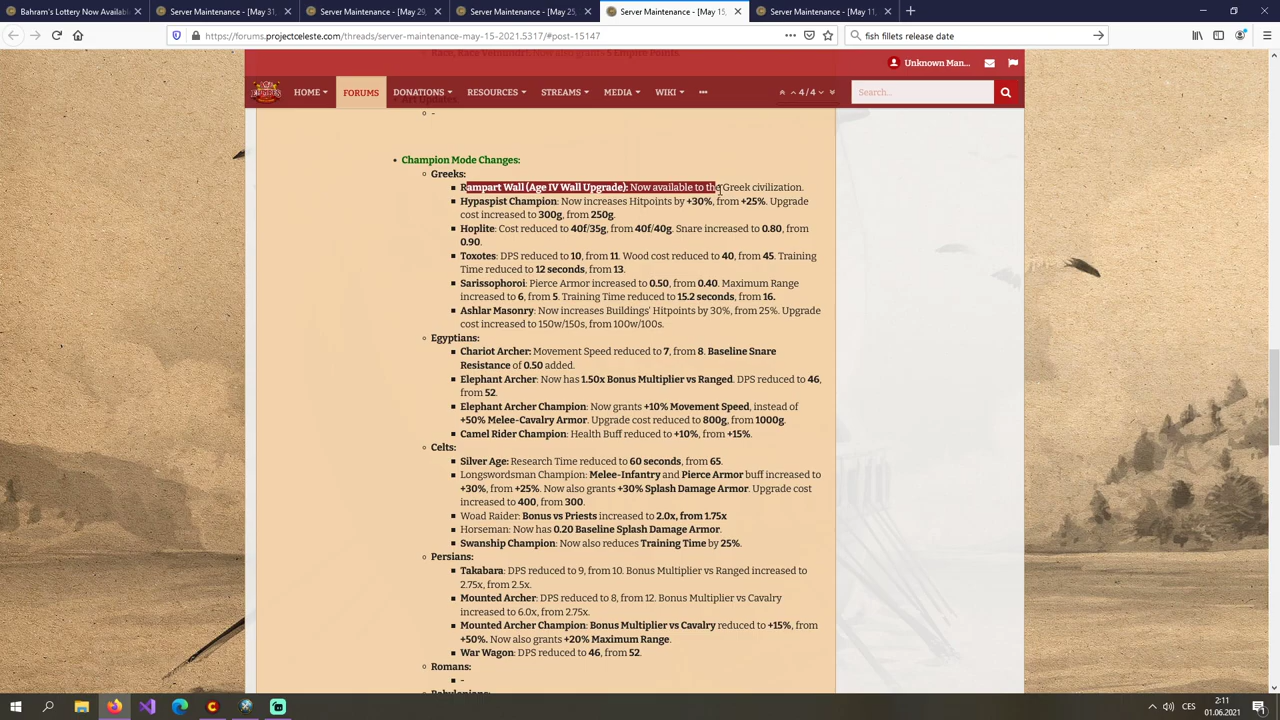 Bahram's Lotory Now Availabl
Server Maintenance - [May 31,
Server Maintenance - [May 29,
Server Maintenance - [May 25,
Server Maintenance - [May 15,
Server Maintenance - [May 11,
https://forums.projectceleste.com/threads/server-maintenance-may-15-2021.5317/#post-15147
fish fillets release date
Unknown Man...
HOME
FORUMS
DONATIONS
RESOURCES
STREAMS
MEDIA
WIKI
4 / 4
Search...
Art Updates:
-
Champion Mode Changes:
Greeks:
Rampart Wall (Age IV Wall Upgrade): Now available to the Greek civilization.
Hypaspist Champion: Now increases Hitpoints by +30%, from +25%. Upgrade
cost increased to 300g, from 250g.
Hoplite: Cost reduced to 40f/35g, from 40f/40g. Snare increased to 0.80, from
0.90.
Toxotes: DPS reduced to 10, from 11. Wood cost reduced to 40, from 45. Training
Time reduced to 12 seconds, from 13.
Sarissophoroi: Pierce Armor increased to 0.50, from 0.40. Maximum Range
increased to 6, from 5. Training Time reduced to 15.2 seconds, from 16.
Ashlar Masonry: Now increases Buildings' Hitpoints by 30%, from 25%. Upgrade
cost increased to 150w/150s, from 100w/100s.
Egyptians:
Chariot Archer: Movement Speed reduced to 7, from 8. Baseline Snare
Resistance of 0.50 added.
Elephant Archer: Now has 1.50x Bonus Multiplier vs Ranged. DPS reduced to 46,
from 52.
Elephant Archer Champion: Now grants +10% Movement Speed, instead of
+50% Melee-Cavalry Armor. Upgrade cost reduced to 800g, from 1000g.
Camel Rider Champion: Health Buff reduced to +10%, from +15%.
Celts:
Silver Age: Research Time reduced to 60 seconds, from 65.
Longswordsman Champion: Melee-Infantry and Pierce Armor buff increased to
+30%, from +25%. Now also grants +30% Splash Damage Armor. Upgrade cost
increased to 400, from 300.
Woad Raider: Bonus vs Priests increased to 2.0x, from 1.75x
Horseman: Now has 0.20 Baseline Splash Damage Armor.
Swanship Champion: Now also reduces Training Time by 25%.
Persians:
Takabara: DPS reduced to 9, from 10. Bonus Multiplier vs Ranged increased to
2.75x, from 2.5x.
Mounted Archer: DPS reduced to 8, from 12. Bonus Multiplier vs Cavalry
increased to 6.0x, from 2.75x.
Mounted Archer Champion: Bonus Multiplier vs Cavalry reduced to +15%, from
+50%. Now also grants +20% Maximum Range.
War Wagon: DPS reduced to 46, from 52.
Romans:
-
Babylonians:
2:11
CES
01.06.2021